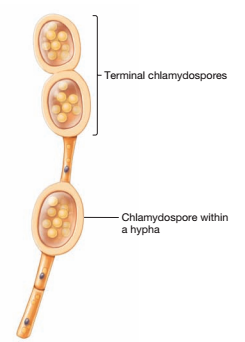 Terminal chlamydospores
Chlamydospore within
a hypha